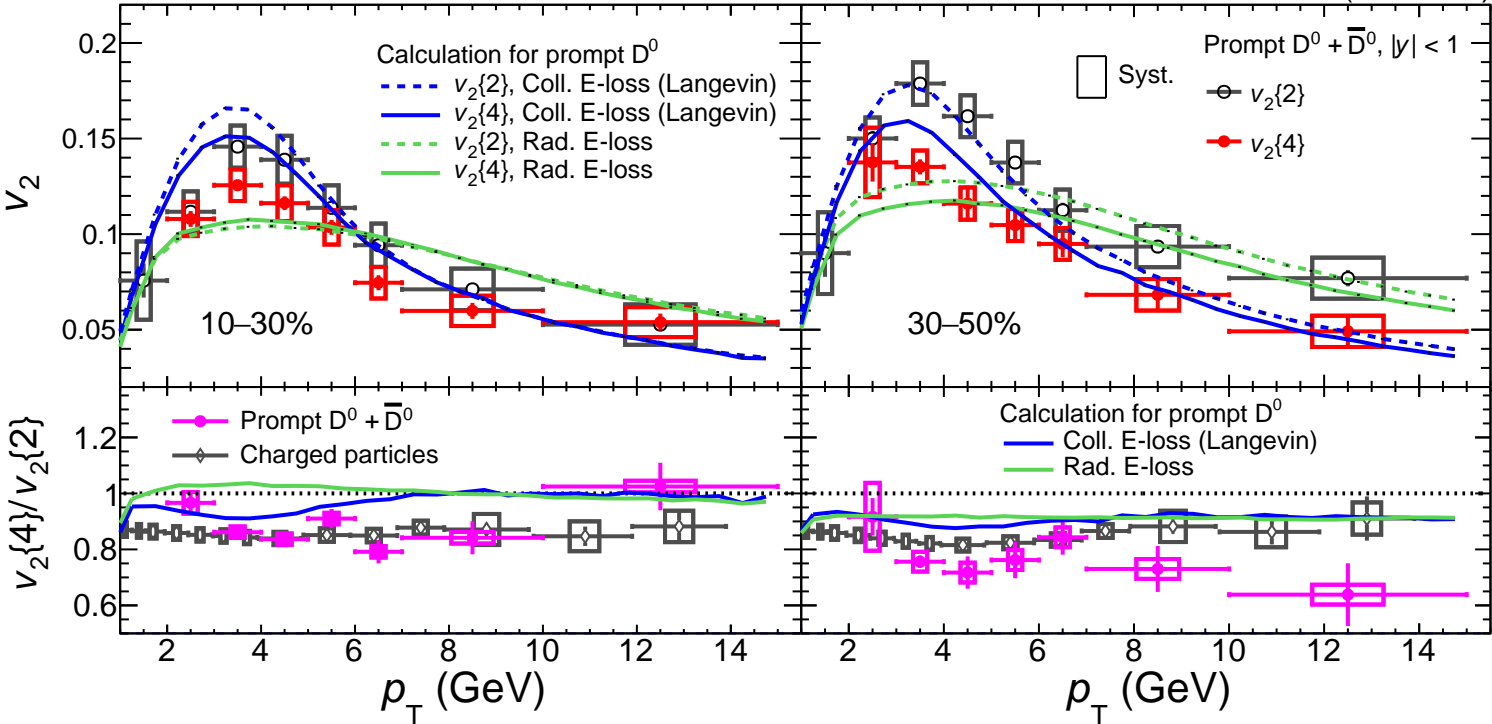 v₂
0.2
0.15
0.1
0.05
Calculation for prompt D⁰
v₂{2}, Coll. E-loss (Langevin)
v₂{4}, Coll. E-loss (Langevin)
v₂{2}, Rad. E-loss
v₂{4}, Rad. E-loss
10–30%
Prompt D⁰ + D̅⁰, |y| < 1
Syst.
v₂{2}
v₂{4}
30–50%
v₂{4}/v₂{2}
1.2
1
0.8
0.6
Prompt D⁰ + D̅⁰
Charged particles
Calculation for prompt D⁰
Coll. E-loss (Langevin)
Rad. E-loss
2 4 6 8 10 12 14
2 4 6 8 10 12 14
p_T (GeV)
p_T (GeV)